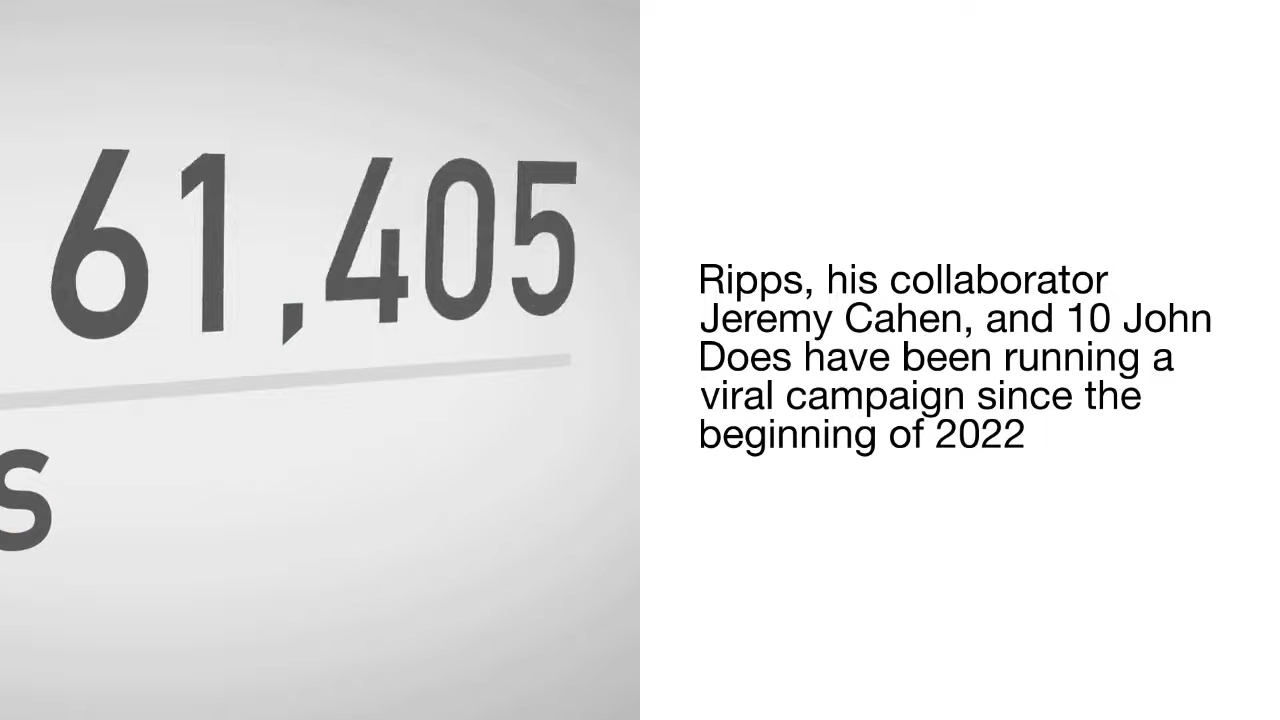 61,405
s
Ripps, his collaborator
Jeremy Cahen, and 10 John
Does have been running a
viral campaign since the
beginning of 2022